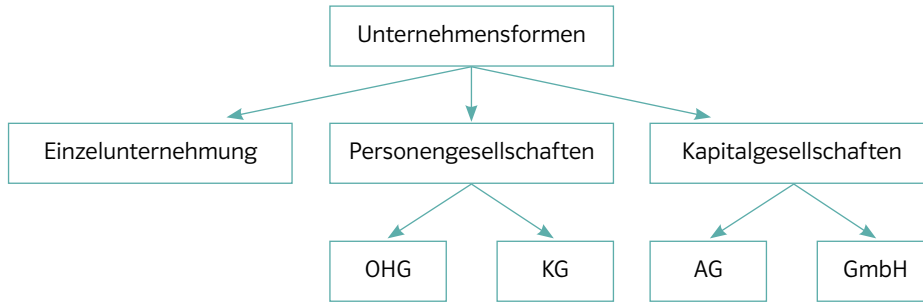 Unternehmensformen
Einzelunternehmung
Personengesellschaften
Kapitalgesellschaften
OHG
KG
AG
GmbH